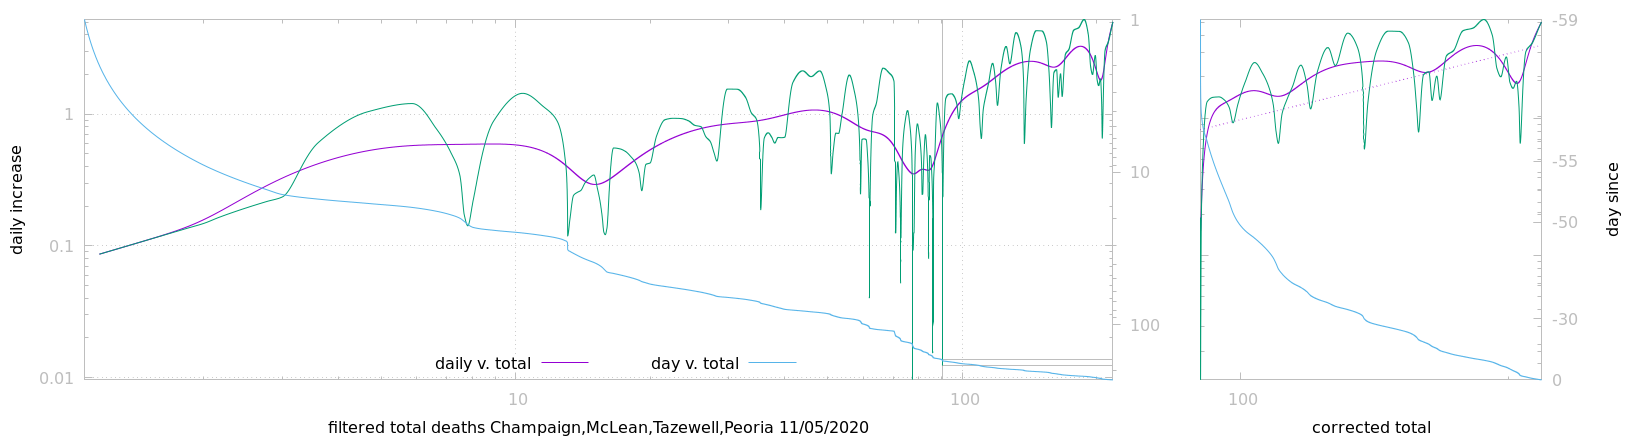 daily increase
1
0.1
0.01
10
100
1
10
100
daily v. total
day v. total
filtered total deaths Champaign,McLean,Tazewell,Peoria 11/05/2020
-59
-55
-50
-30
0
day since
100
corrected total